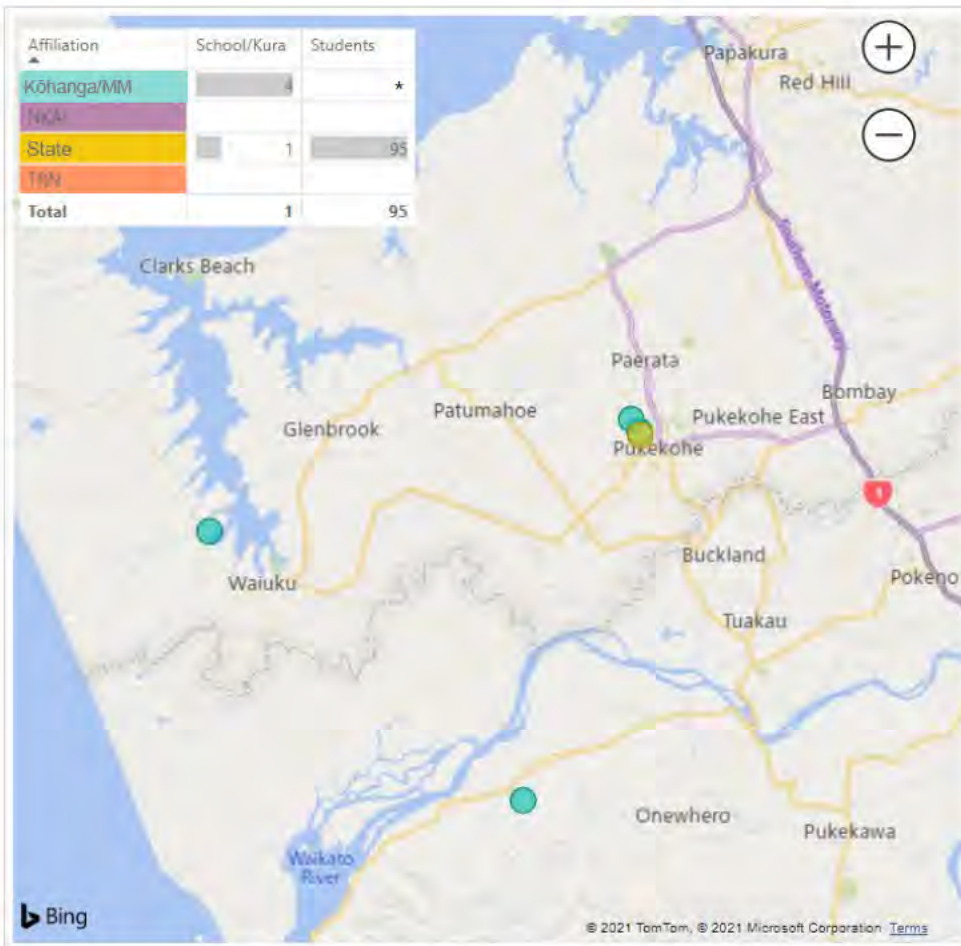 Affiliation School/Kura Students
Kōhanga/MM 4 *
NKAI
State 1 95
TRN
Total 1 95
Papakura
Red Hill
Southern Motorway
Clarks Beach
Paerata
Bombay
Patumahoe
Pukekohe East
Glenbrook
Pukekohe
1
Buckland
Waiuku
Pokeno
Tuakau
Onewhero
Pukekawa
Waikato
River
Bing
© 2021 TomTom, © 2021 Microsoft Corporation Terms